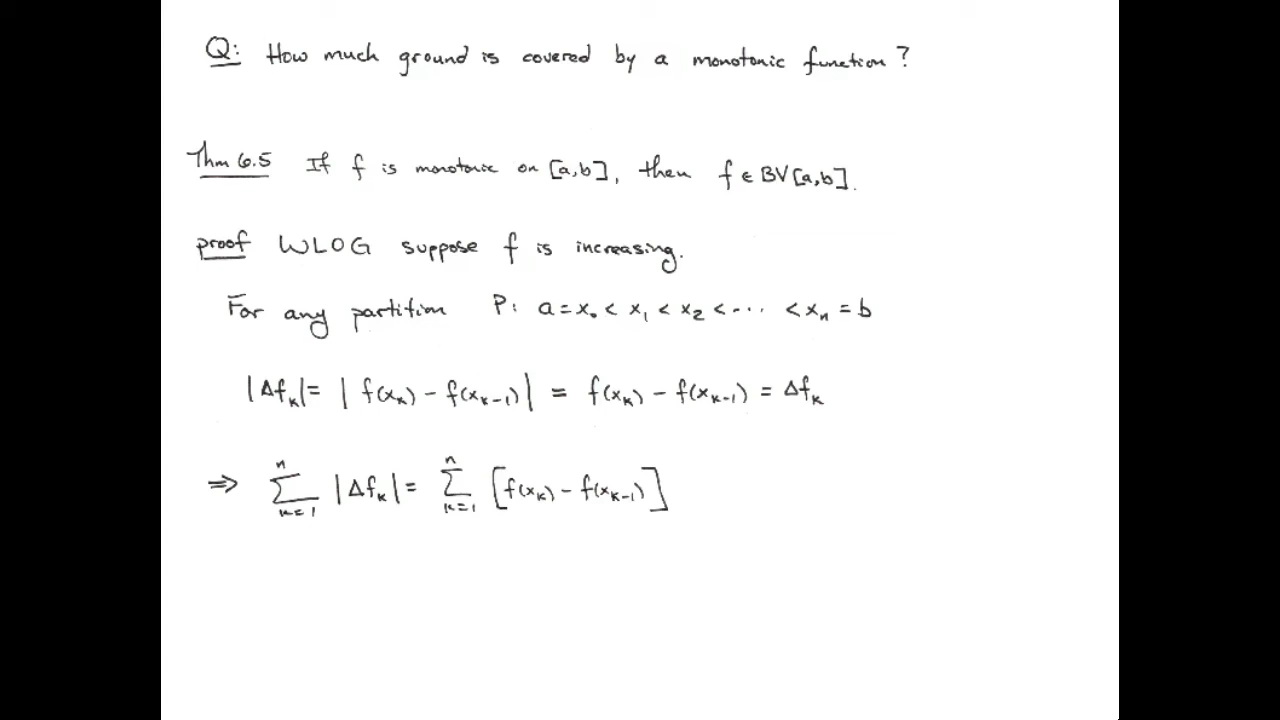 Q: How much ground is covered by a monotonic function?
Thm 6.5 If f is monotonic on [a,b], then f ∈ BV[a,b].
proof WLOG suppose f is increasing.
For any partition P: a = x₀ < x₁ < x₂ < ... < xₙ = b
|Δfₖ| = | f(xₖ) − f(xₖ₋₁) | = f(xₖ) − f(xₖ₋₁) = Δfₖ
⇒ ∑ₖ₌₁ⁿ |Δfₖ| = ∑ₖ₌₁ⁿ [f(xₖ) − f(xₖ₋₁)]